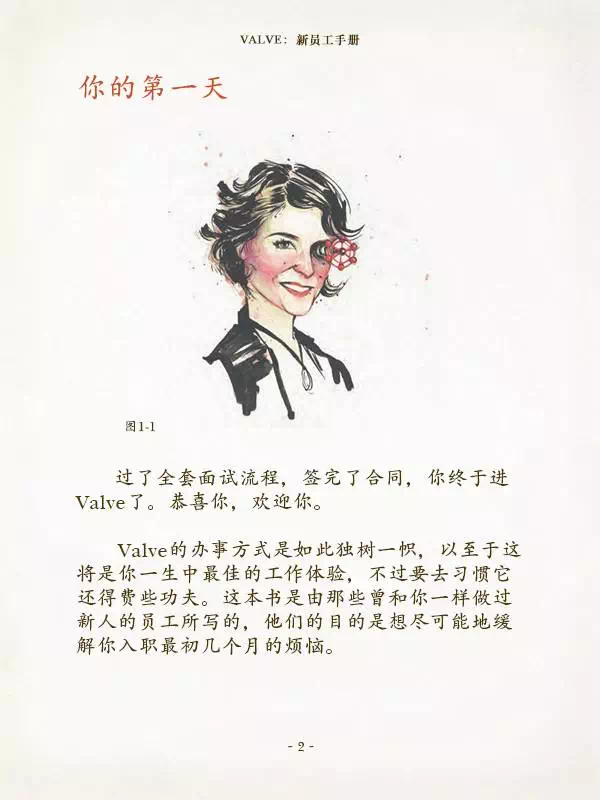 VALVE：新员工手册
你的第一天
图1-1
过了全套面试流程，签完了合同，你终于进
Valve了。恭喜你，欢迎你。
Valve的办事方式是如此独树一帜，以至于这
将是你一生中最佳的工作体验，不过要去习惯它
还得费些功夫。这本书是由那些曾和你一样做过
新人的员工所写的，他们的目的是想尽可能地缓
解你入职最初几个月的烦恼。
- 2 -